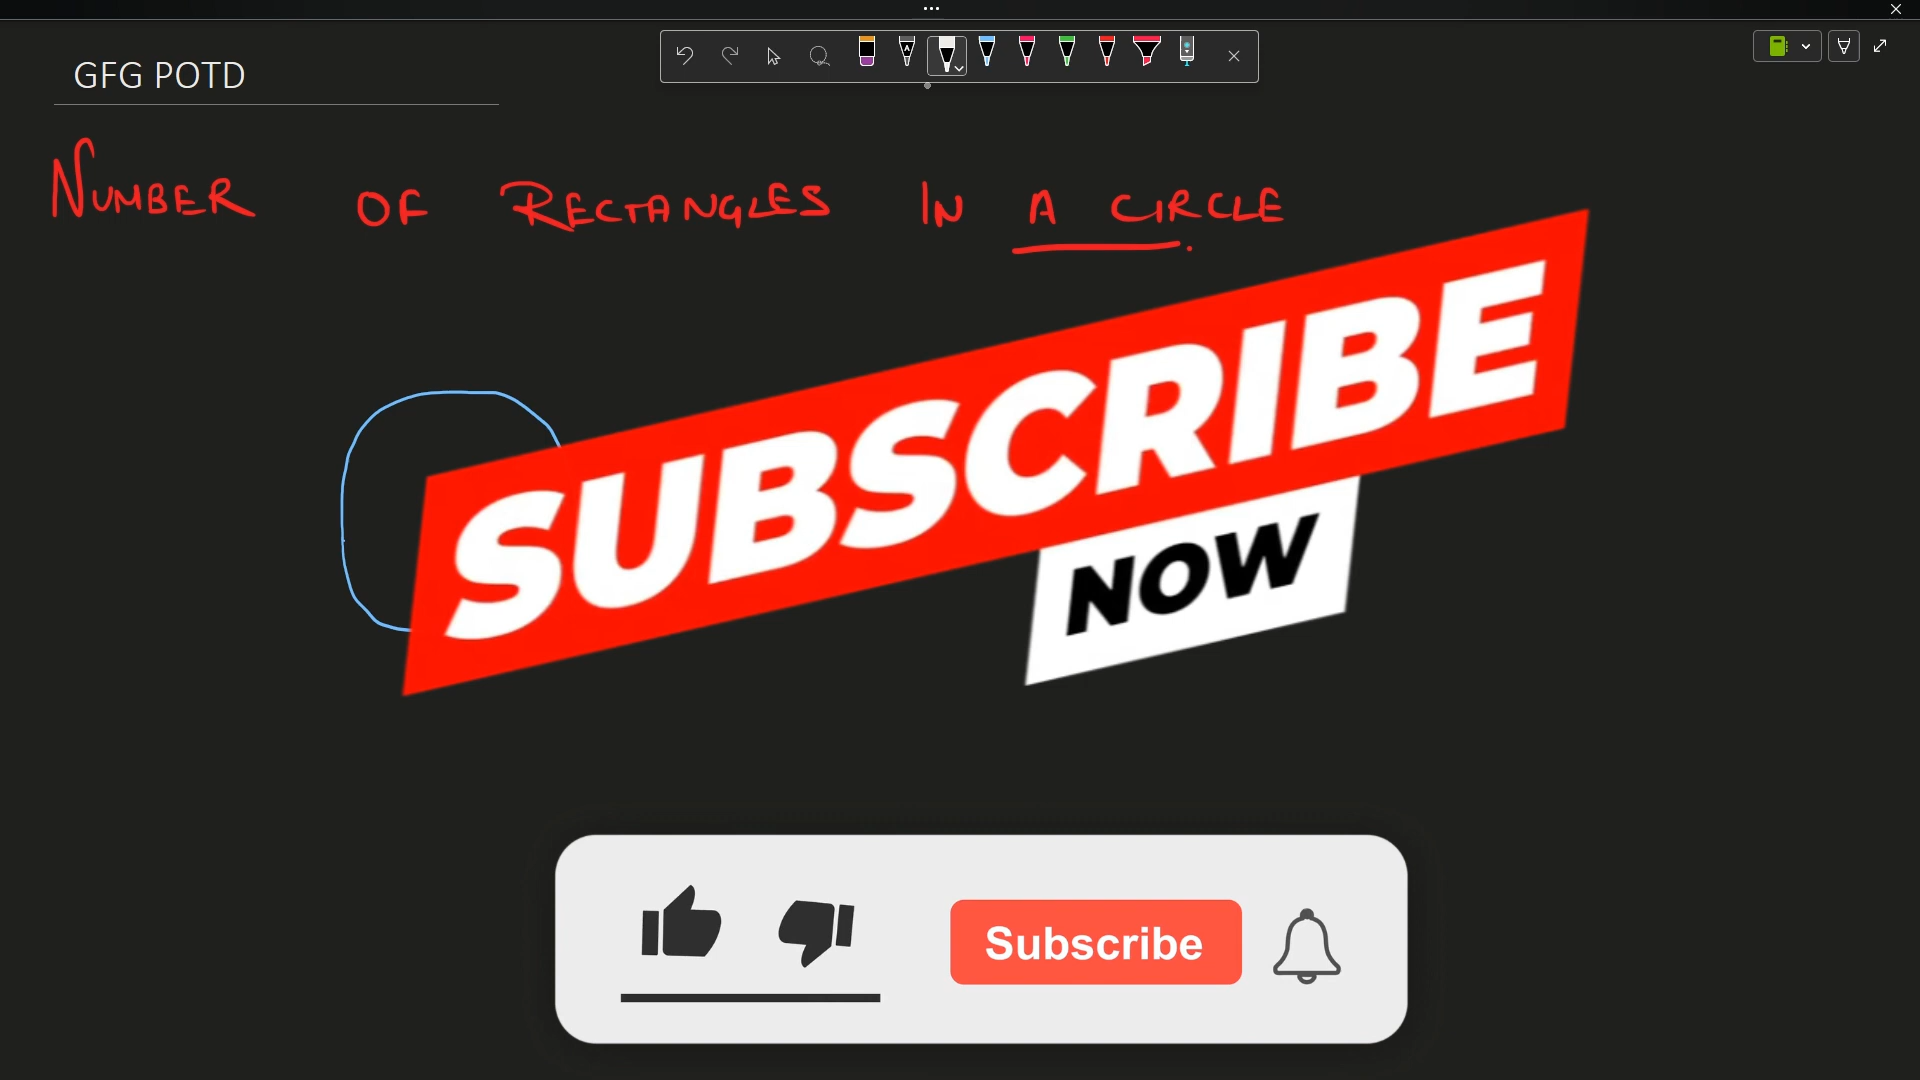 GFG POTD
NUMBER OF RECTANGLES IN A CIRCLE
SUBSCRIBE
NOW
Subscribe